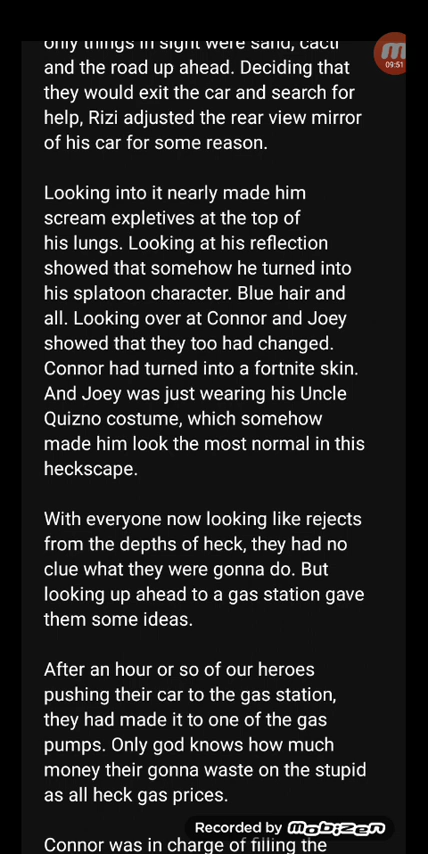 only things in sight were sand, cacti
and the road up ahead. Deciding that
they would exit the car and search for
help, Rizi adjusted the rear view mirror
of his car for some reason.
Looking into it nearly made him
scream expletives at the top of
his lungs. Looking at his reflection
showed that somehow he turned into
his splatoon character. Blue hair and
all. Looking over at Connor and Joey
showed that they too had changed.
Connor had turned into a fortnite skin.
And Joey was just wearing his Uncle
Quizno costume, which somehow
made him look the most normal in this
heckscape.
With everyone now looking like rejects
from the depths of heck, they had no
clue what they were gonna do. But
looking up ahead to a gas station gave
them some ideas.
After an hour or so of our heroes
pushing their car to the gas station,
they had made it to one of the gas
pumps. Only god knows how much
money their gonna waste on the stupid
as all heck gas prices.
Connor was in charge of filling the
09:51
Recorded by mobizen